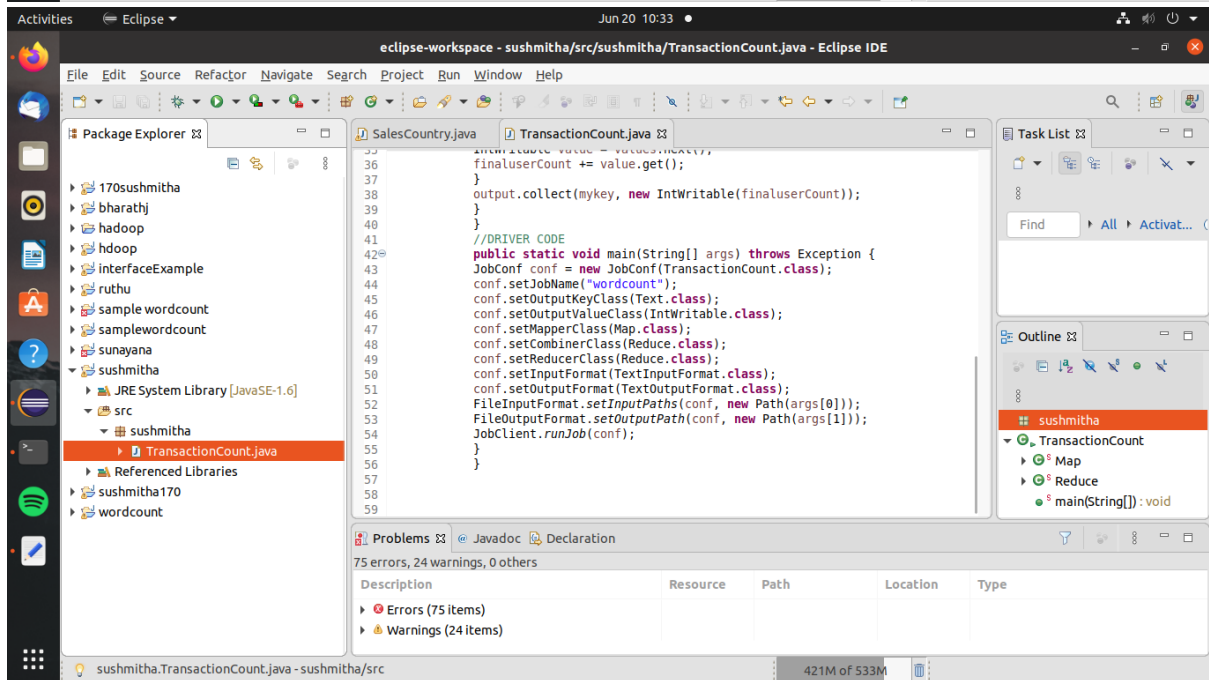 Activities Eclipse Jun 20 10:33
eclipse-workspace - sushmitha/src/sushmitha/TransactionCount.java - Eclipse IDE
File Edit Source Refactor Navigate Search Project Run Window Help
Package Explorer
170sushmitha
bharathj
hadoop
hdoop
interfaceExample
ruthu
sample wordcount
samplewordcount
sunayana
sushmitha
JRE System Library [JavaSE-1.6]
src
sushmitha
TransactionCount.java
Referenced Libraries
sushmitha170
wordcount
SalesCountry.java TransactionCount.java
35 IntWritable value = values.next();
36 finaluserCount += value.get();
37 }
38 output.collect(mykey, new IntWritable(finaluserCount));
39 }
40 }
41 //DRIVER CODE
42 public static void main(String[] args) throws Exception {
43 JobConf conf = new JobConf(TransactionCount.class);
44 conf.setJobName("wordcount");
45 conf.setOutputKeyClass(Text.class);
46 conf.setOutputValueClass(IntWritable.class);
47 conf.setMapperClass(Map.class);
48 conf.setCombinerClass(Reduce.class);
49 conf.setReducerClass(Reduce.class);
50 conf.setInputFormat(TextInputFormat.class);
51 conf.setOutputFormat(TextOutputFormat.class);
52 FileInputFormat.setInputPaths(conf, new Path(args[0]));
53 FileOutputFormat.setOutputPath(conf, new Path(args[1]));
54 JobClient.runJob(conf);
55 }
56 }
57
58
59
Task List
Find All Activat...
Outline
sushmitha
TransactionCount
Map
Reduce
main(String[]) : void
Problems Javadoc Declaration
75 errors, 24 warnings, 0 others
Description Resource Path Location Type
Errors (75 items)
Warnings (24 items)
sushmitha.TransactionCount.java - sushmitha/src 421M of 533M